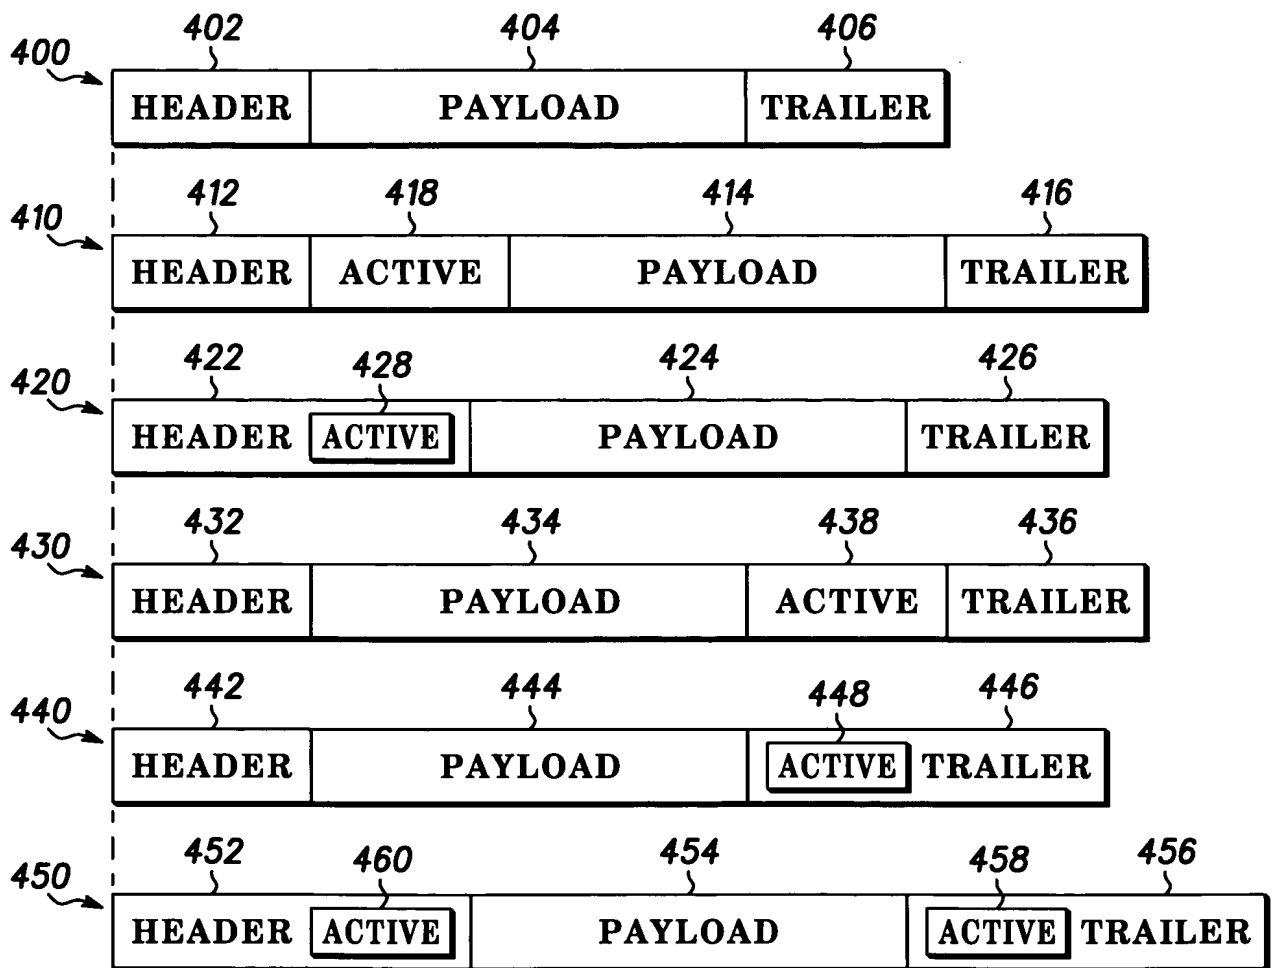 402 404 406
400
HEADER PAYLOAD TRAILER
412 418 414 416
410
HEADER ACTIVE PAYLOAD TRAILER
422 428 424 426
420
HEADER ACTIVE PAYLOAD TRAILER
432 434 438 436
430
HEADER PAYLOAD ACTIVE TRAILER
442 444 448 446
440
HEADER PAYLOAD ACTIVE TRAILER
452 460 454 458 456
450
HEADER ACTIVE PAYLOAD ACTIVE TRAILER